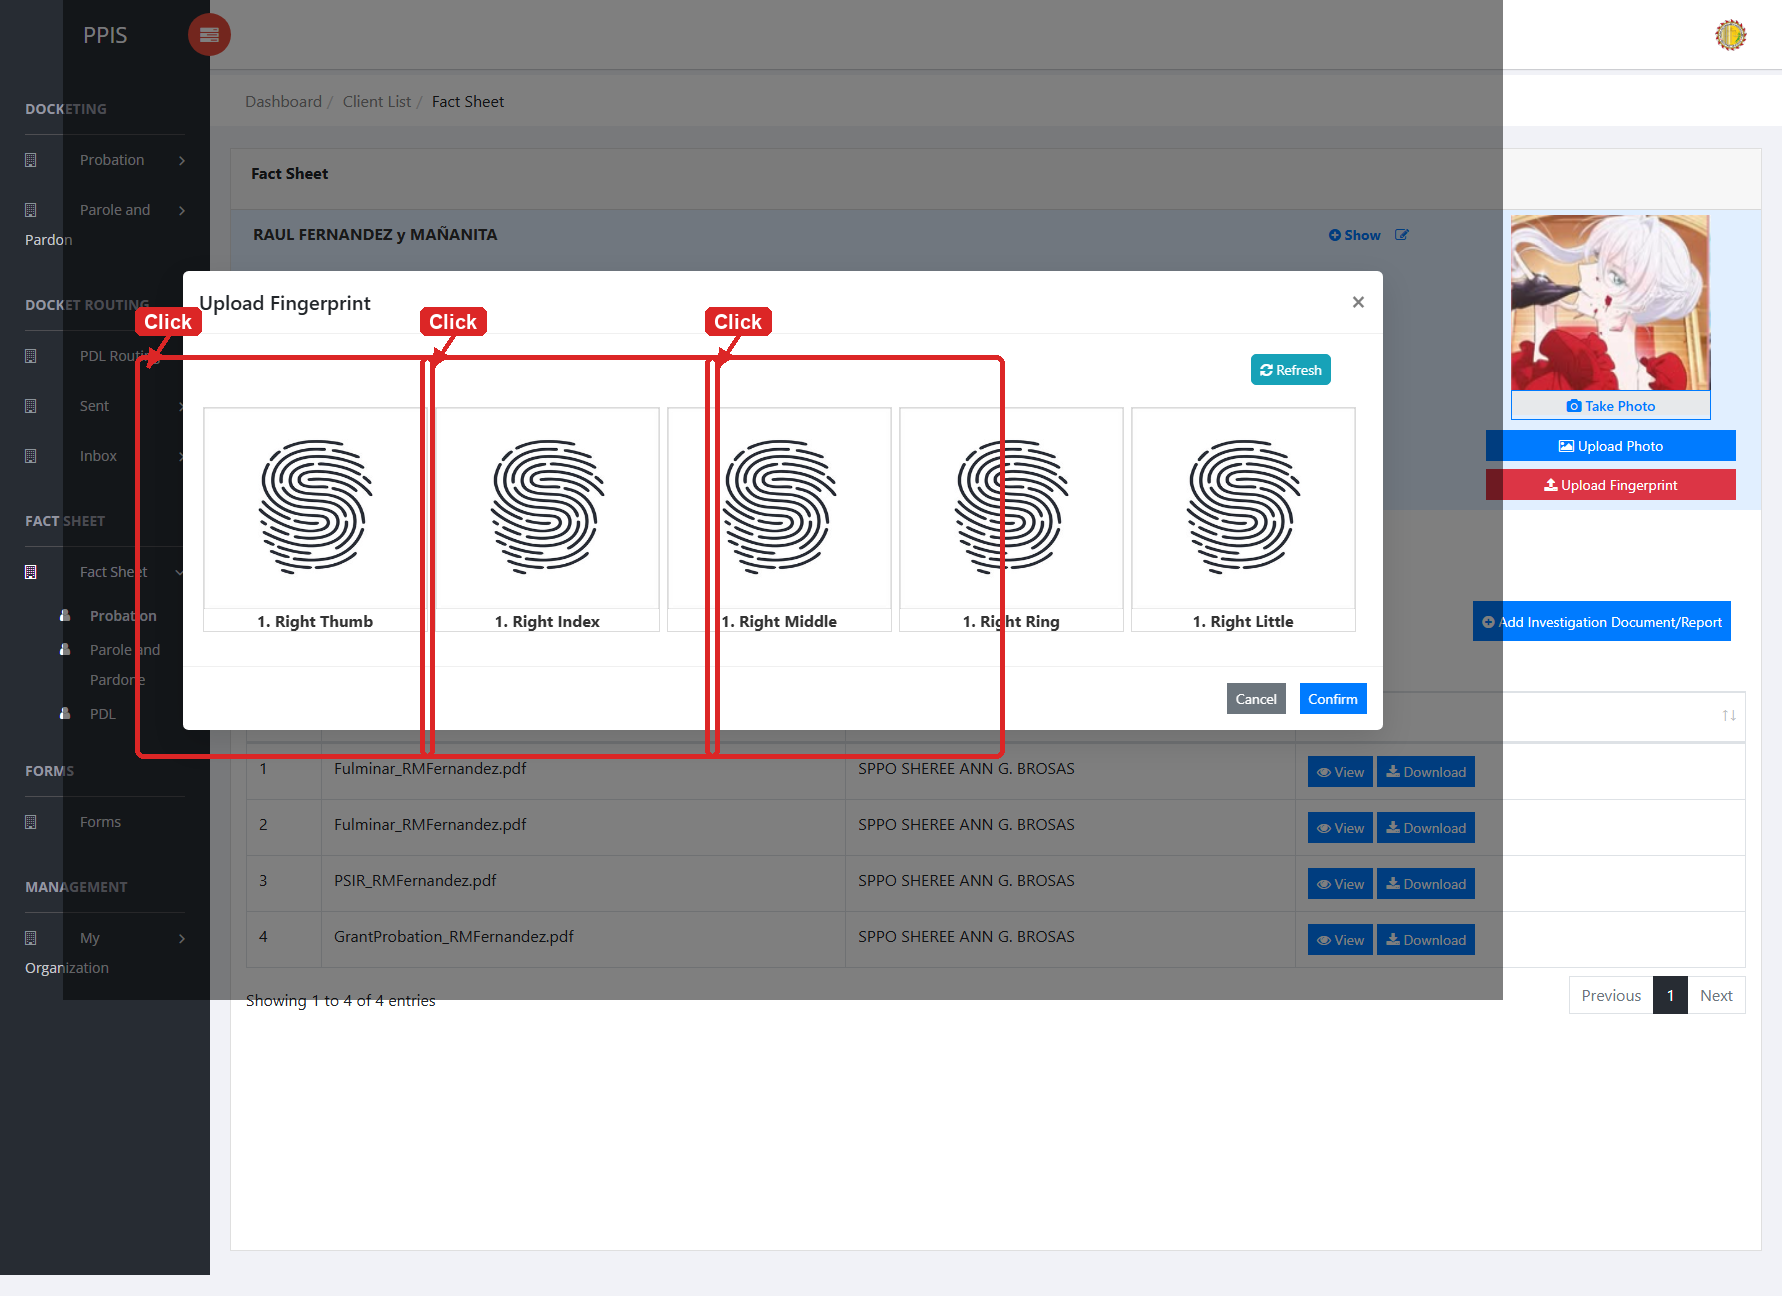 PPIS
DOCKETING
Probation
Parole and
Pardon
DOCKET ROUTING
PDL Routing
Sent
Inbox
FACT SHEET
Fact Sheet
Probation
Parole and
Pardone
PDL
FORMS
Forms
MANAGEMENT
My
Organization
Dashboard / Client List / Fact Sheet
Fact Sheet
RAUL FERNANDEZ y MAÑANITA
Show
Take Photo
Upload Photo
Upload Fingerprint
Upload Fingerprint
×
Click
Click
Click
Refresh
1. Right Thumb
1. Right Index
1. Right Middle
1. Right Ring
1. Right Little
Cancel
Confirm
Add Investigation Document/Report
1 Fulminar_RMFernandez.pdf SPPO SHEREE ANN G. BROSAS View Download
2 Fulminar_RMFernandez.pdf SPPO SHEREE ANN G. BROSAS View Download
3 PSIR_RMFernandez.pdf SPPO SHEREE ANN G. BROSAS View Download
4 GrantProbation_RMFernandez.pdf SPPO SHEREE ANN G. BROSAS View Download
Showing 1 to 4 of 4 entries
Previous 1 Next